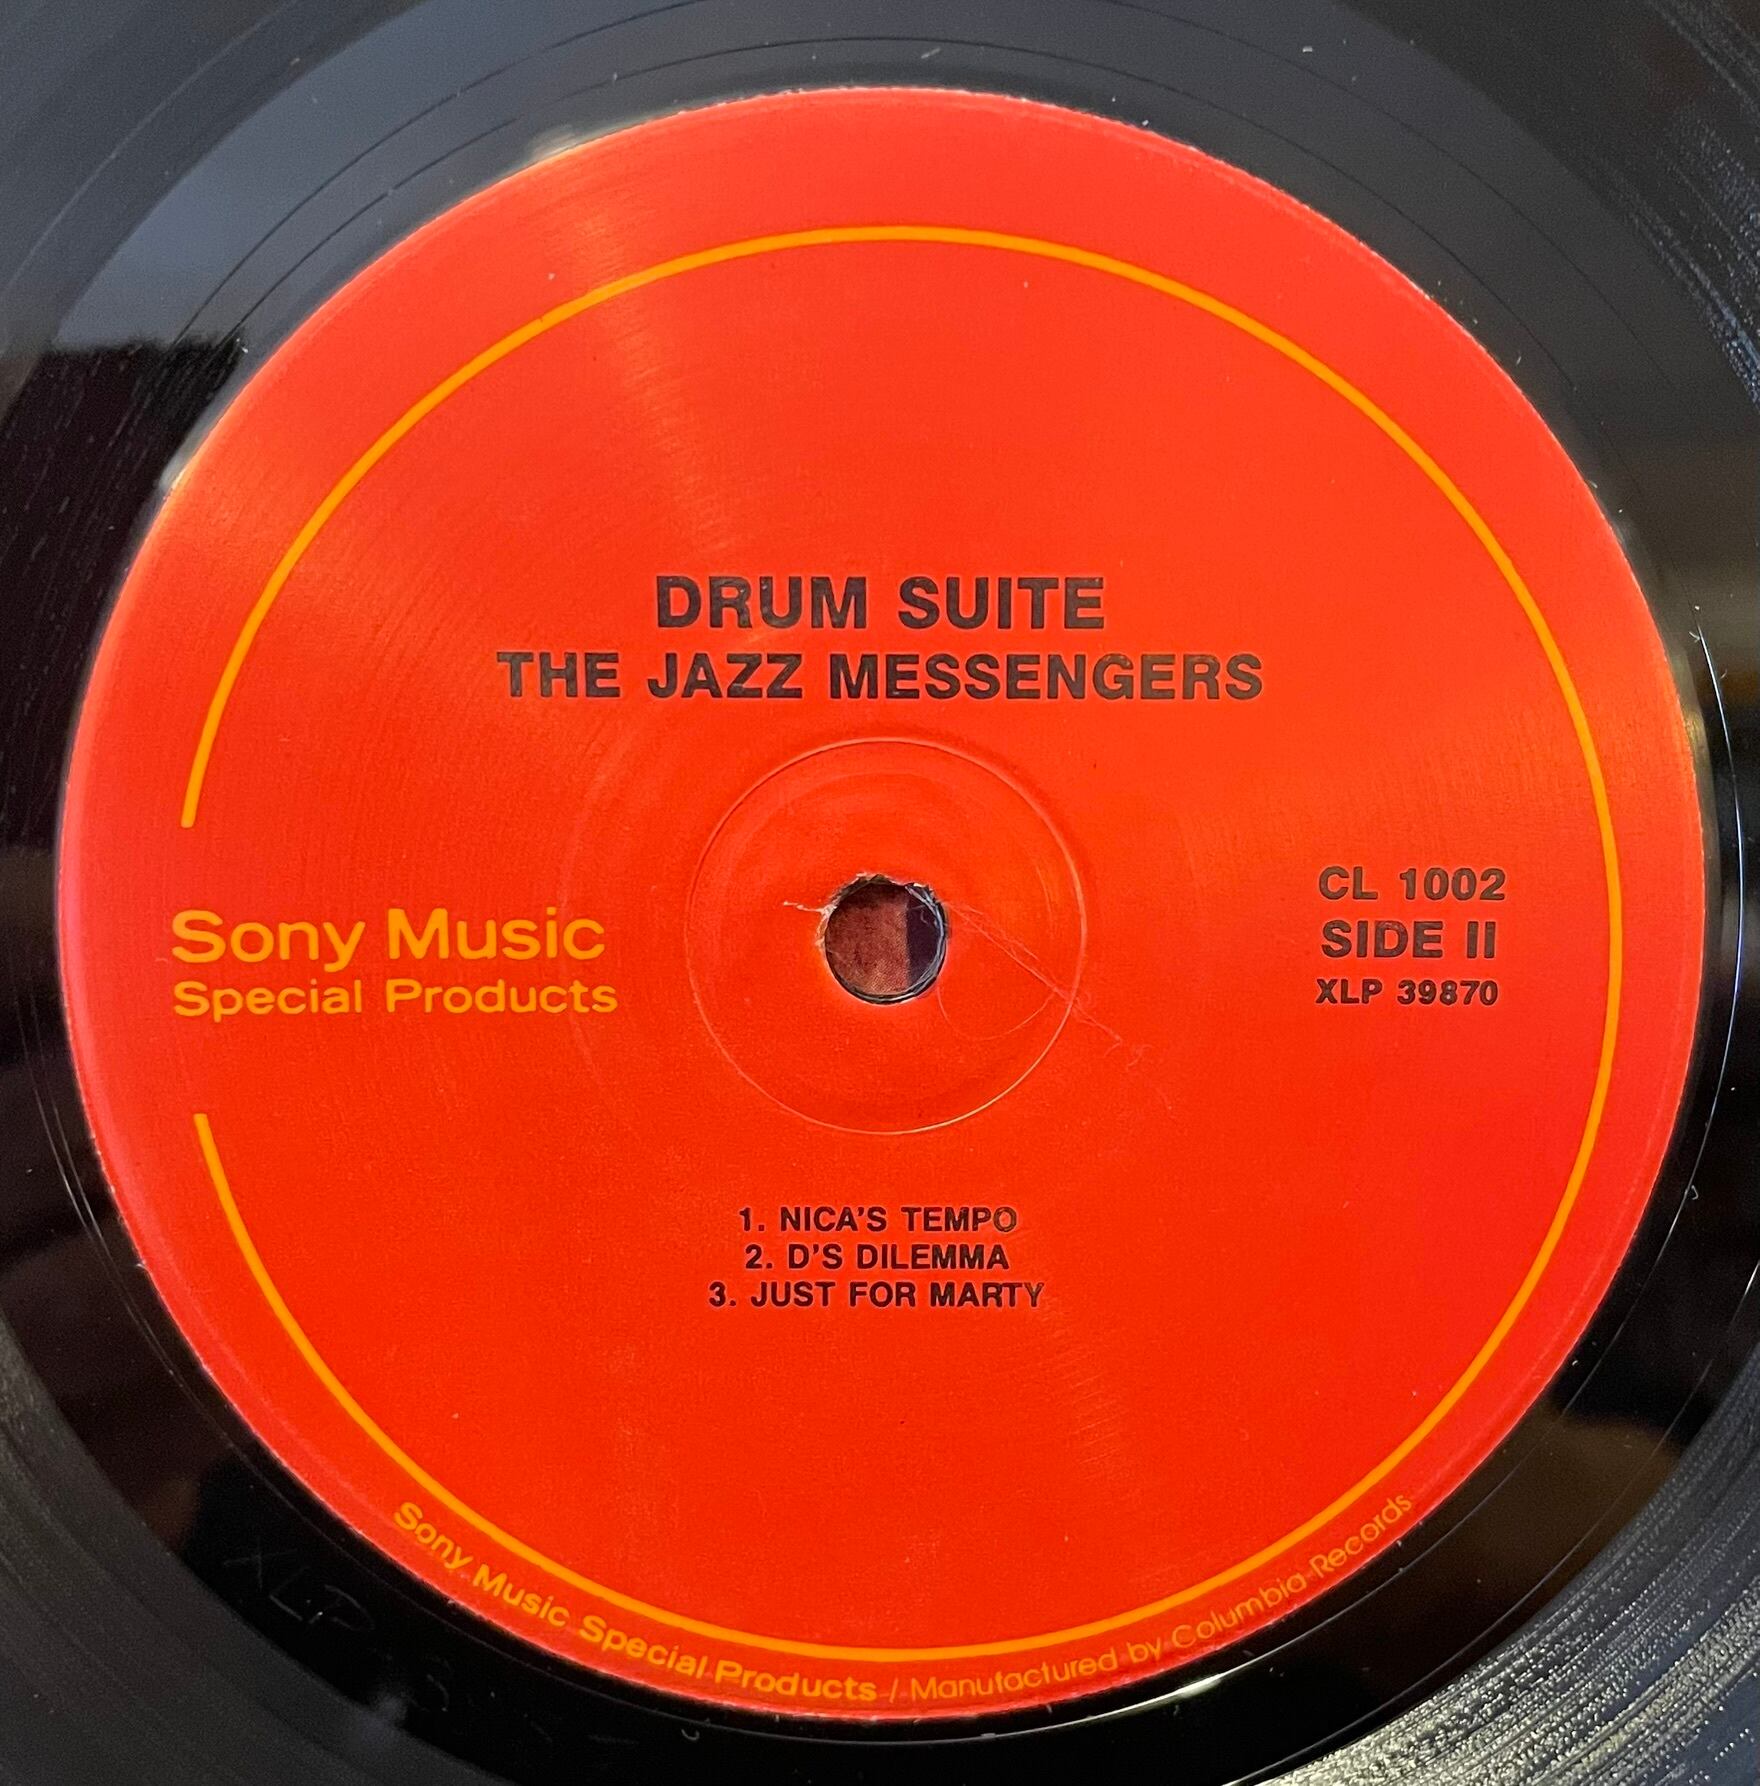 DRUM SUITE
THE JAZZ MESSENGERS
Sony Music
Special Products
CL 1002
SIDE II
XLP 39870
1. NICA'S TEMPO
2. D'S DILEMMA
3. JUST FOR MARTY
Sony Music Special Products / Manufactured by Columbia Records
XLP